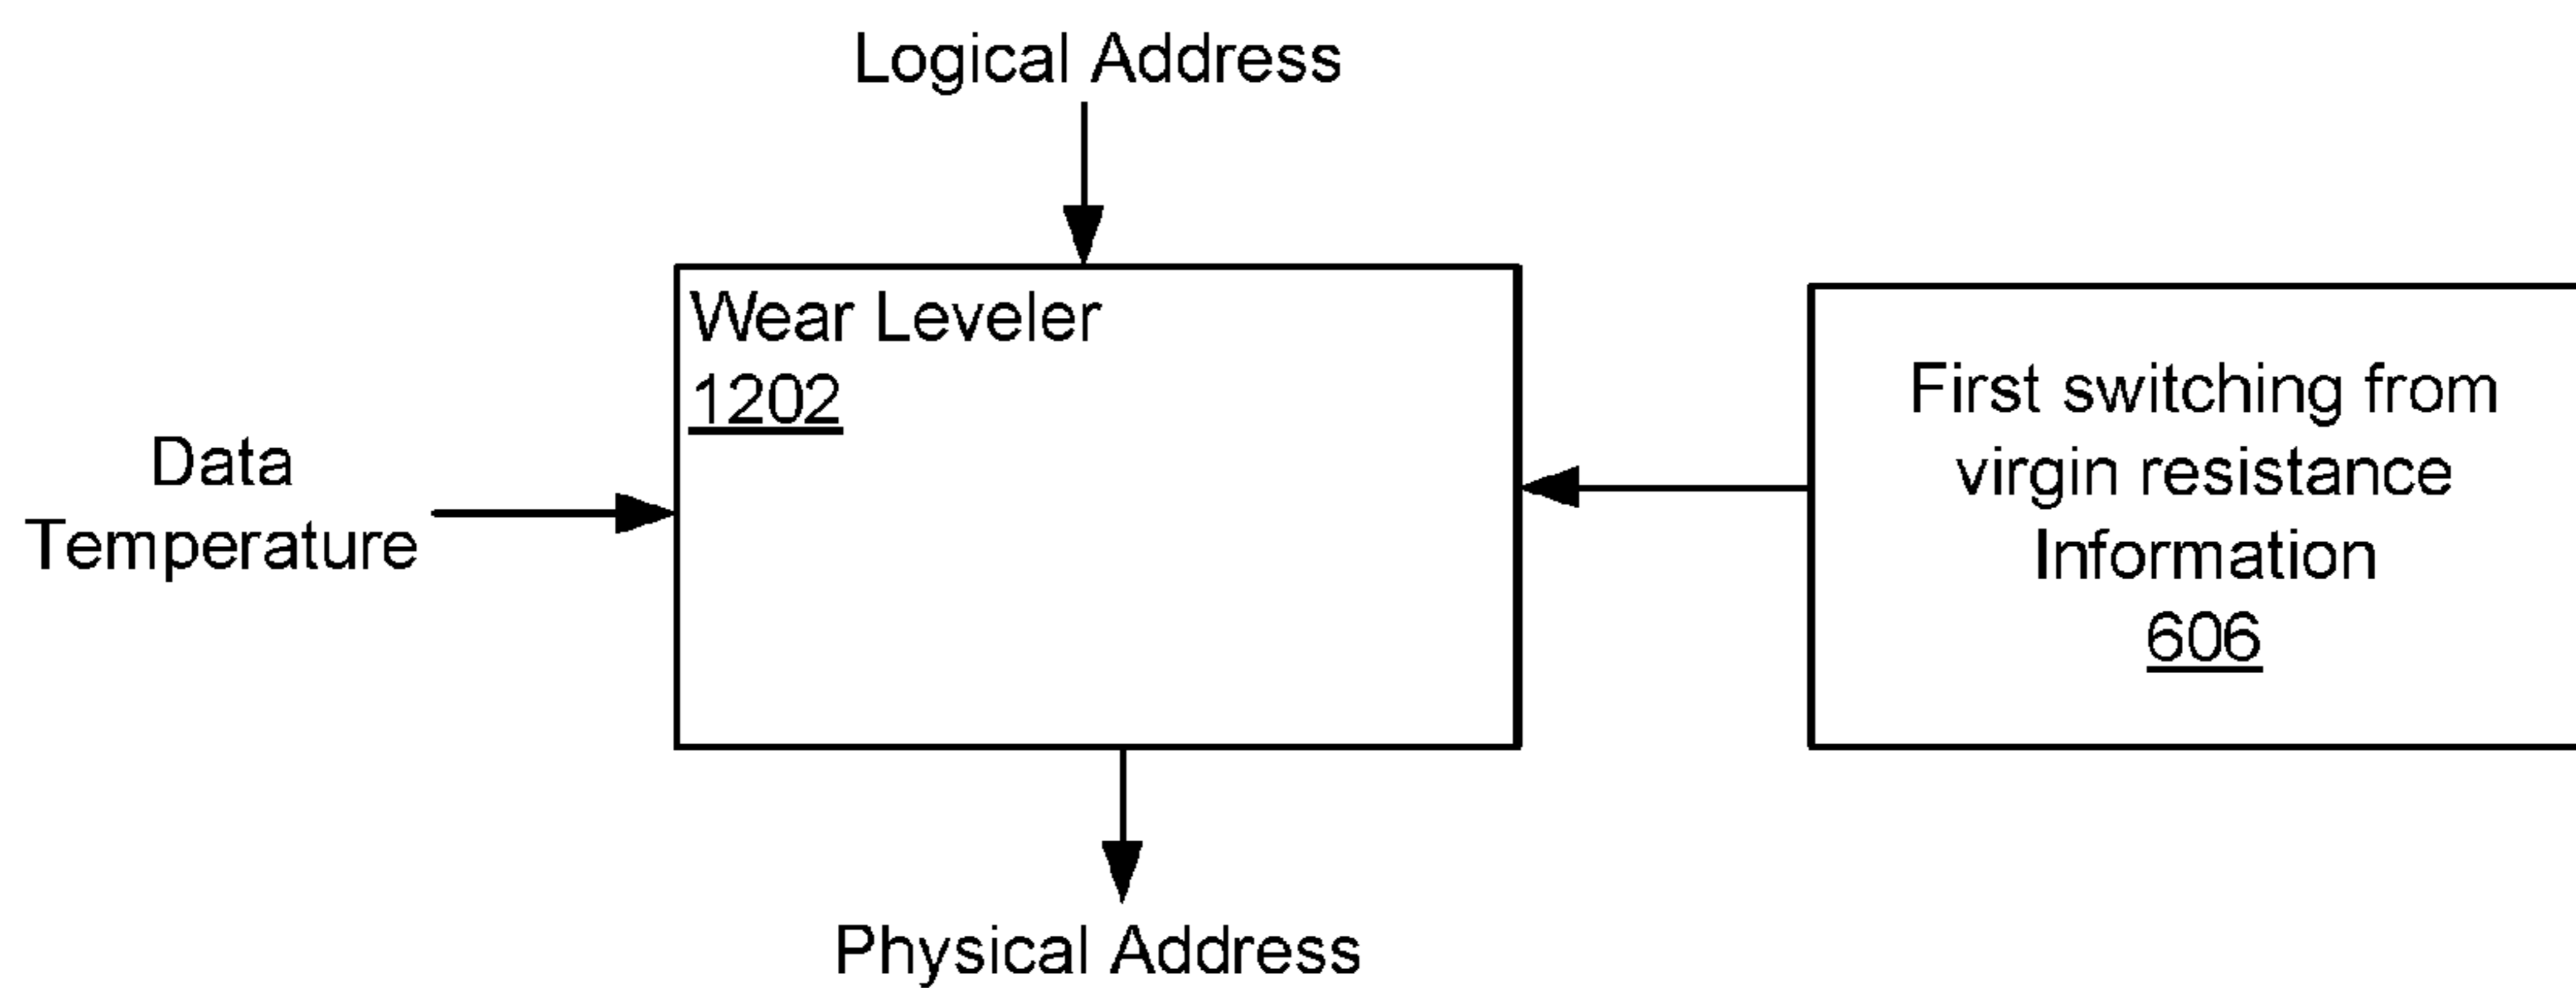 Logical Address
Wear Leveler
1202
Data
Temperature
First switching from
virgin resistance
Information
606
Physical Address